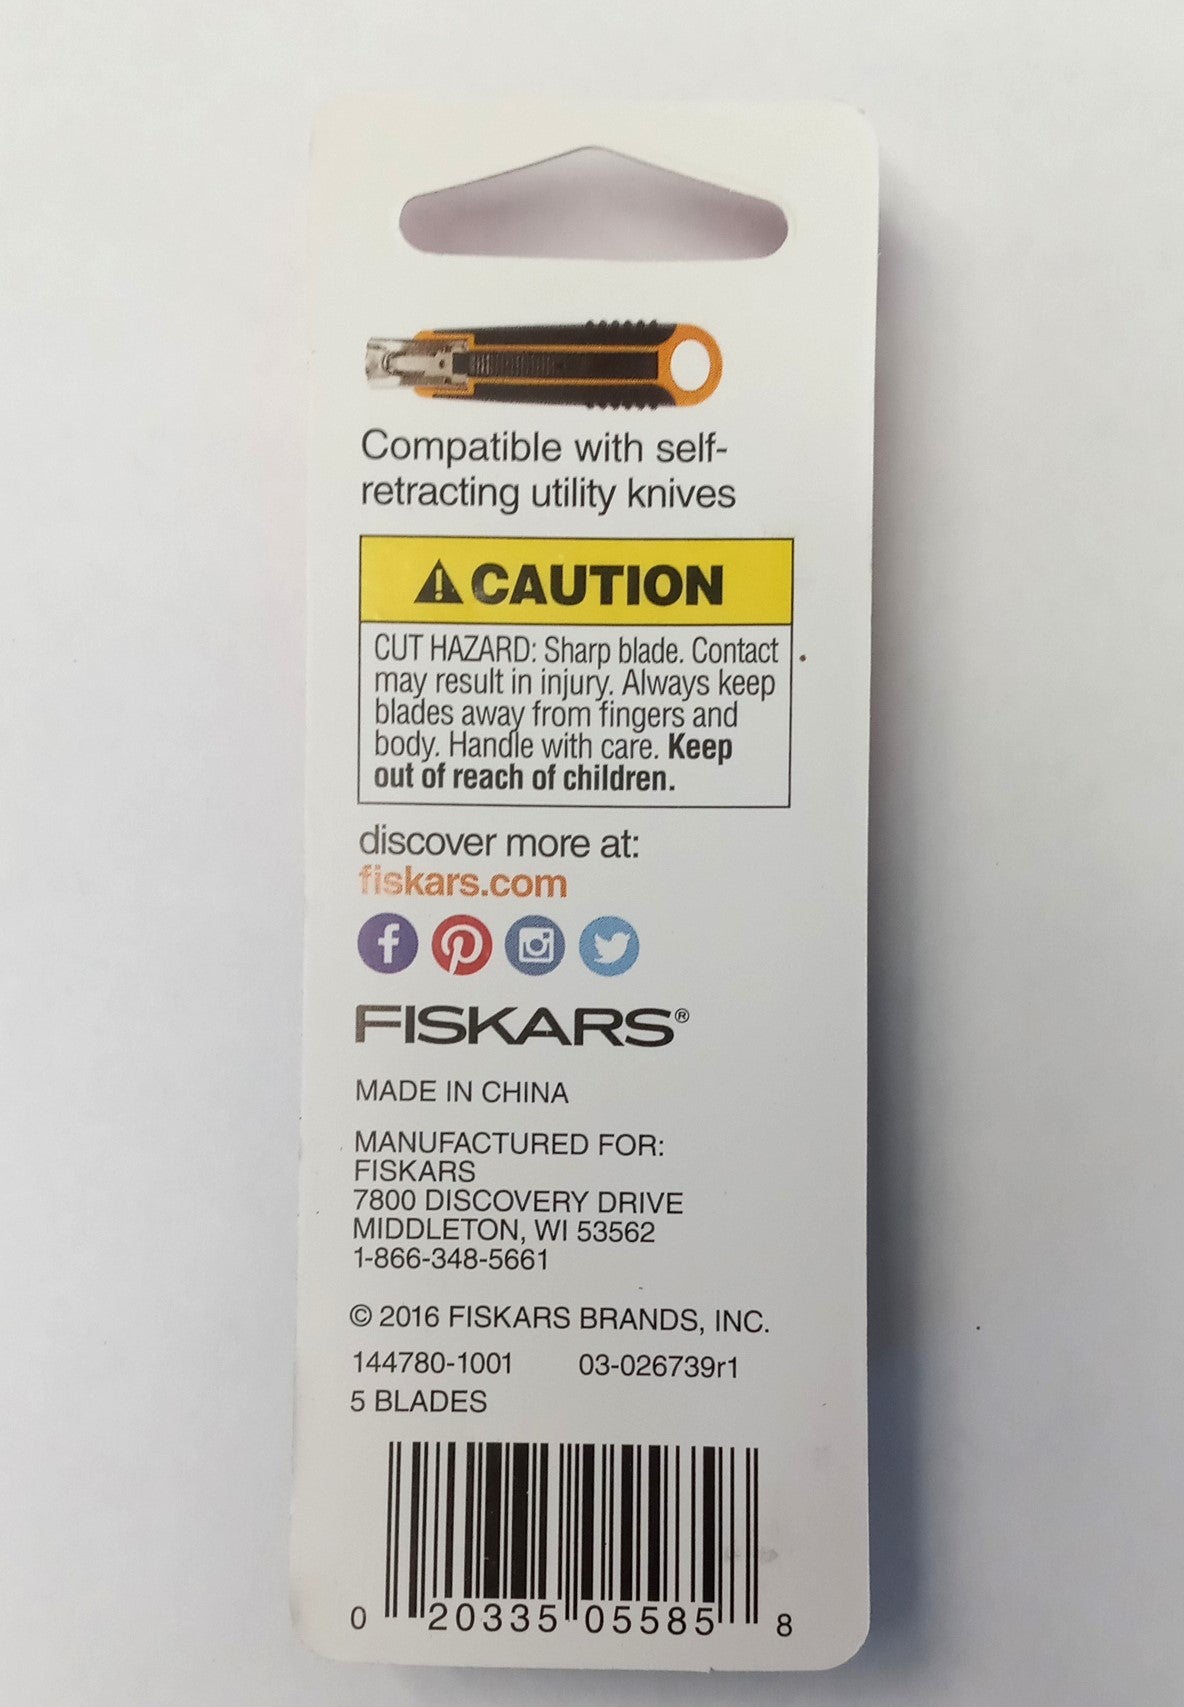 Compatible with self-
retracting utility knives
CAUTION
CUT HAZARD: Sharp blade. Contact
may result in injury. Always keep
blades away from fingers and
body. Handle with care. Keep
out of reach of children.
discover more at:
fiskars.com
FISKARS®
MADE IN CHINA
MANUFACTURED FOR:
FISKARS
7800 DISCOVERY DRIVE
MIDDLETON, WI 53562
1-866-348-5661
© 2016 FISKARS BRANDS, INC.
144780-1001 03-026739r1
5 BLADES
0 20335 05585 8